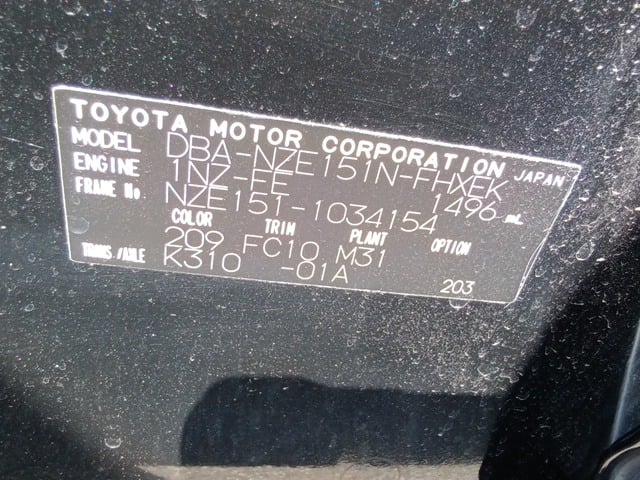 TOYOTA MOTOR CORPORATION JAPAN
MODEL DBA-NZE151N-FHXEK
ENGINE 1NZ-FE 1496 mL
FRAME No. NZE151-1034154
COLOR TRIM PLANT OPTION
209 FC10 M31
TRANS./AXLE K310 -01A
203